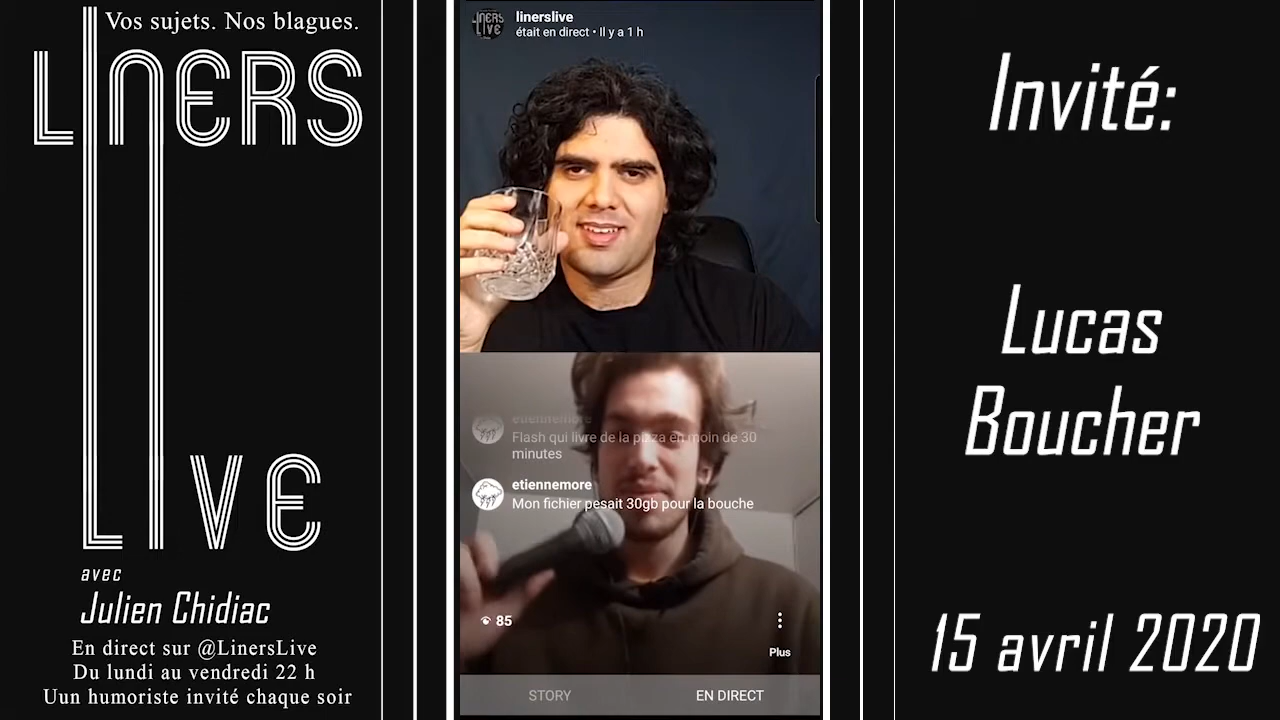 Vos sujets. Nos blagues.
LINERS
LIVE
avec
Julien Chidiac
En direct sur @LinersLive
Du lundi au vendredi 22 h
Uun humoriste invité chaque soir
LINERS
LIVE
linerslive
était en direct • Il y a 1 h
etiennemore
Flash qui livre de la pizza en moin de 30
minutes
etiennemore
Mon fichier pesait 30gb pour la bouche
85
Plus
STORY
EN DIRECT
Invité:
Lucas
Boucher
15 avril 2020